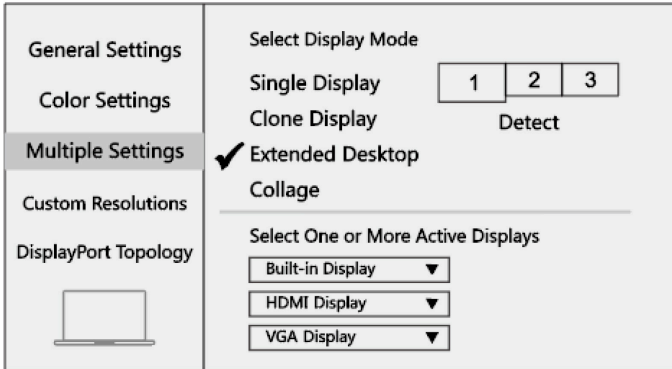 General Settings
Color Settings
Multiple Settings
Custom Resolutions
DisplayPort Topology
Select Display Mode
Single Display
Clone Display
Extended Desktop
Collage
1 2 3
Detect
Select One or More Active Displays
Built-in Display
HDMI Display
VGA Display